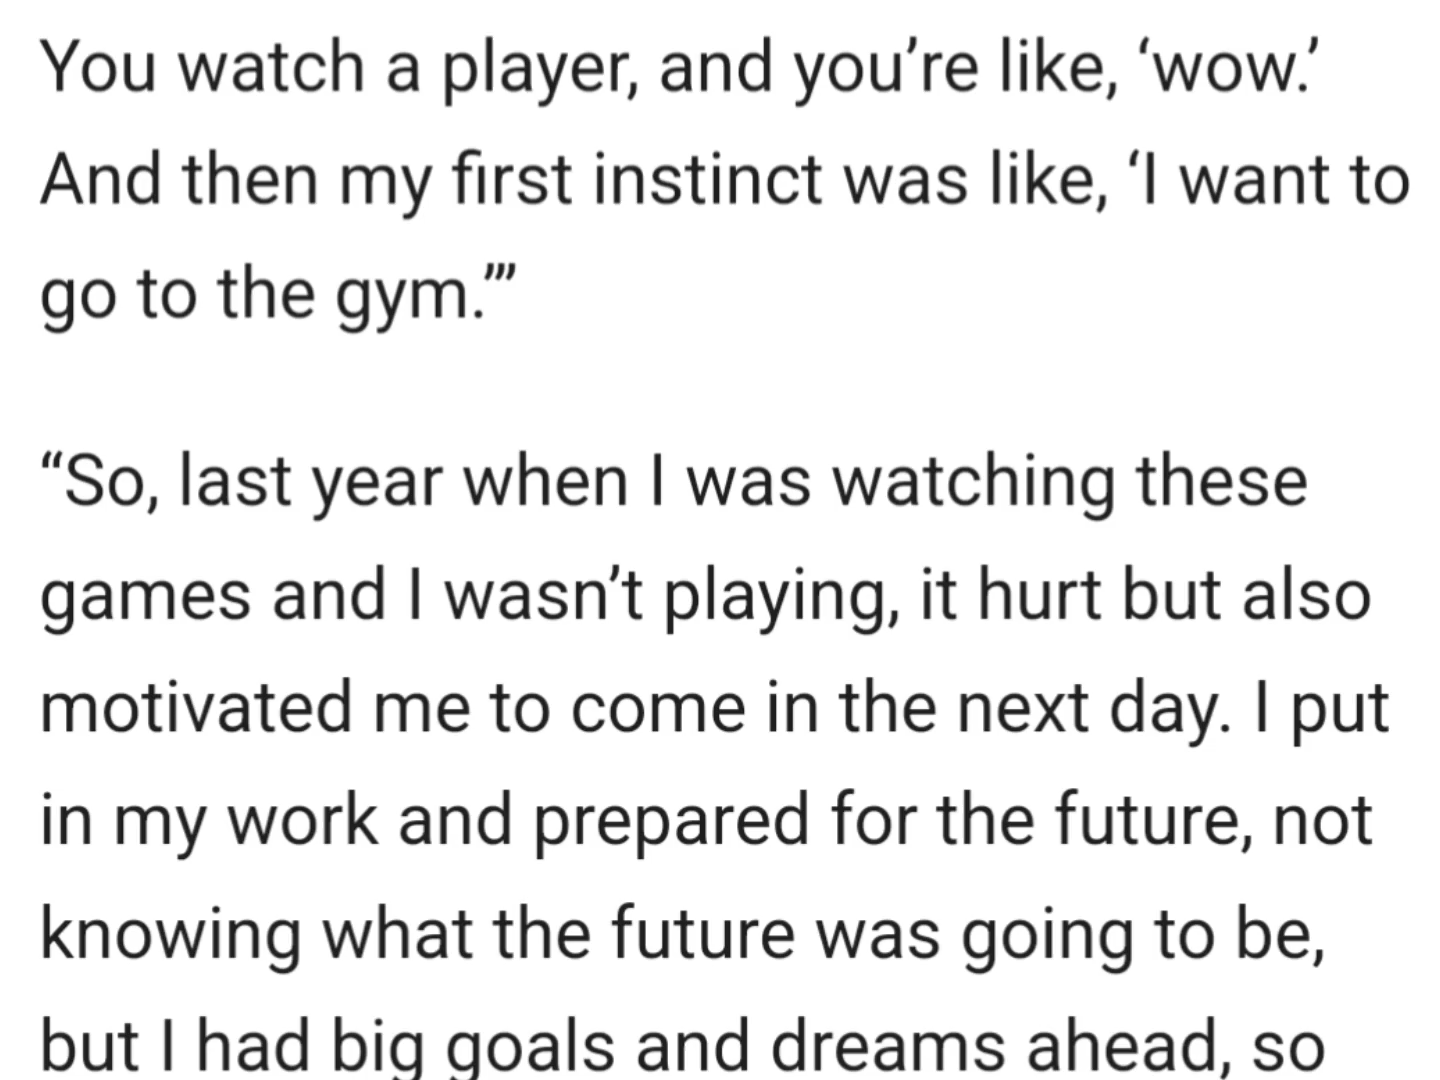 You watch a player, and you’re like, ‘wow.’
And then my first instinct was like, ‘I want to
go to the gym.’”
“So, last year when I was watching these
games and I wasn’t playing, it hurt but also
motivated me to come in the next day. I put
in my work and prepared for the future, not
knowing what the future was going to be,
but I had big goals and dreams ahead, so